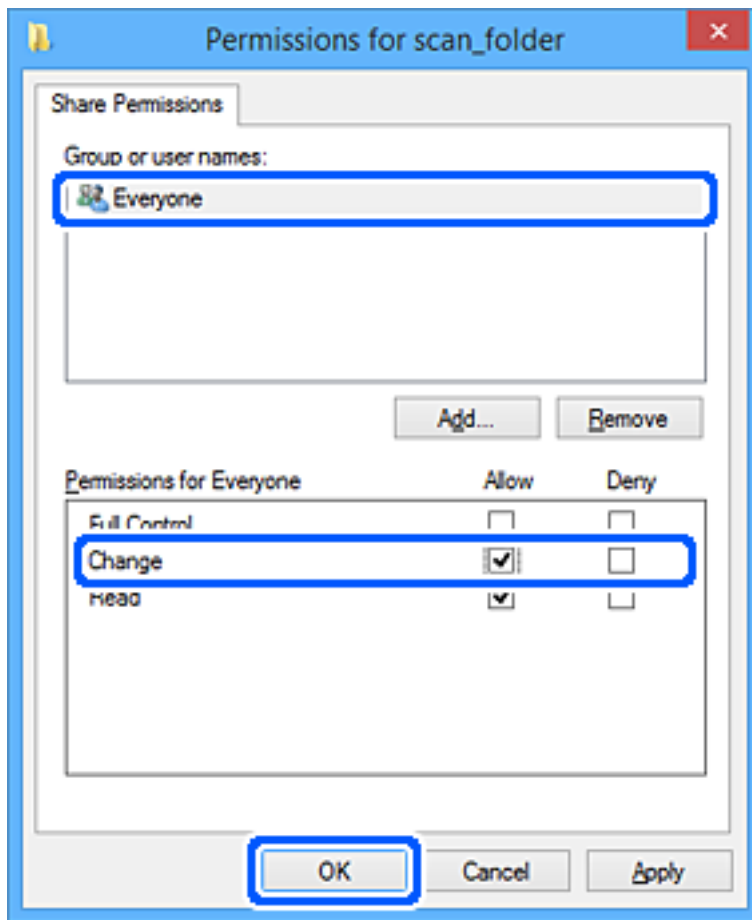 Permissions for scan_folder
Share Permissions
Group or user names:
Everyone
Add... Remove
Permissions for Everyone Allow Deny
Full Control
Change
Read
OK Cancel Apply